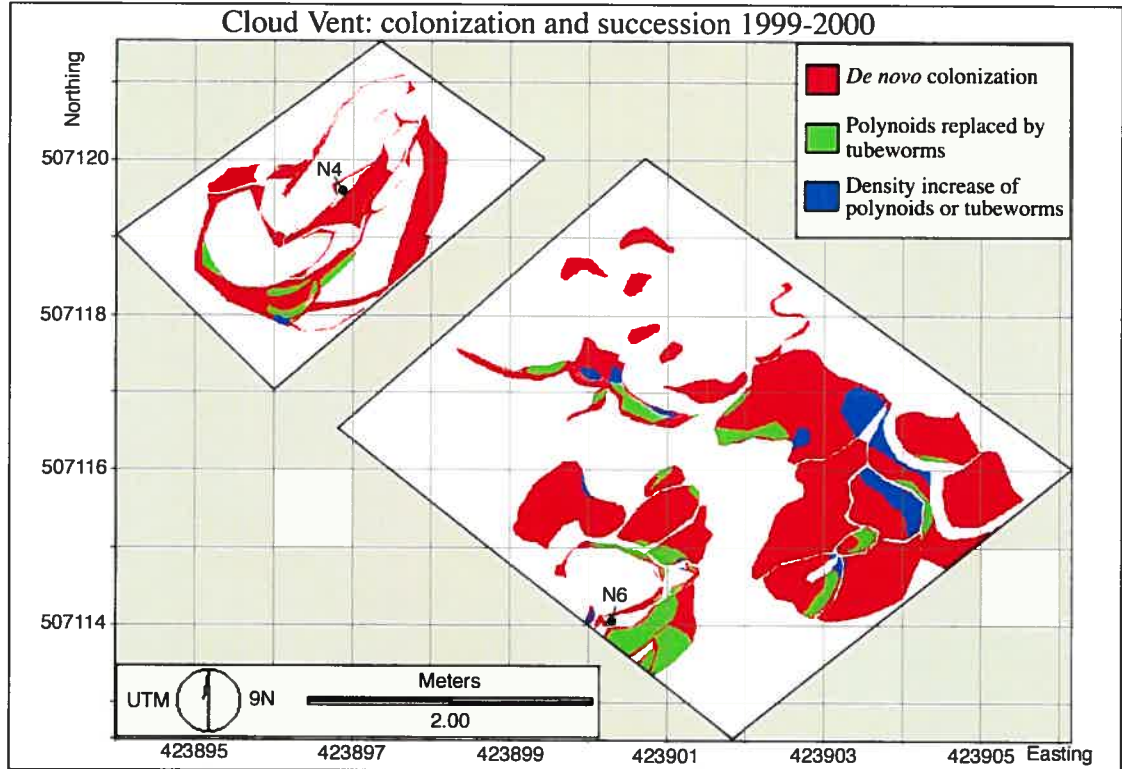 Cloud Vent: colonization and succession 1999-2000
De novo colonization
Polynoids replaced by
tubeworms
Density increase of
polynoids or tubeworms
Northing
507120
507118
507116
507114
N4
N6
UTM
9N
Meters
2.00
423895
423897
423899
423901
423903
423905
Easting